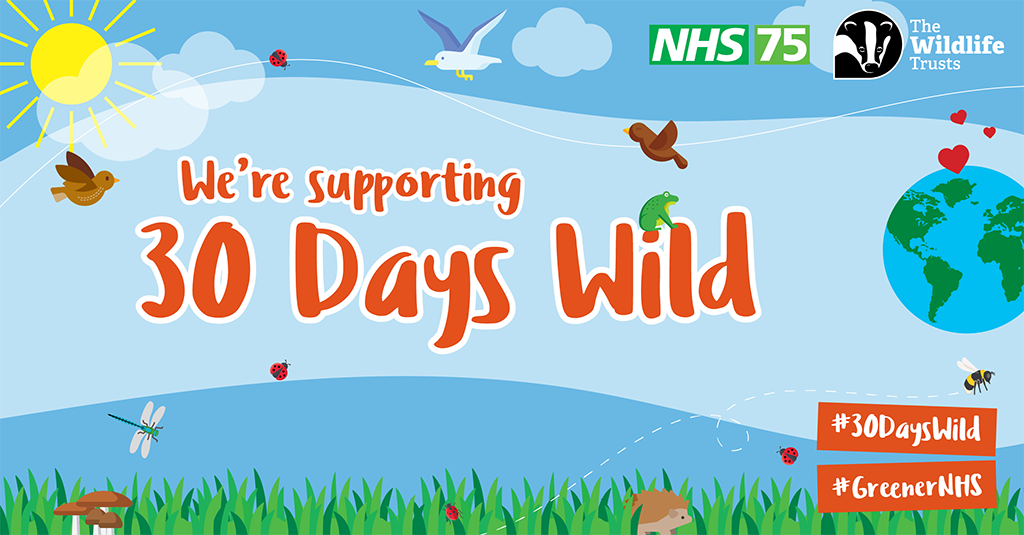 NHS 75
The
Wildlife
Trusts
We're supporting
30 Days Wild
#30DaysWild
#GreenerNHS